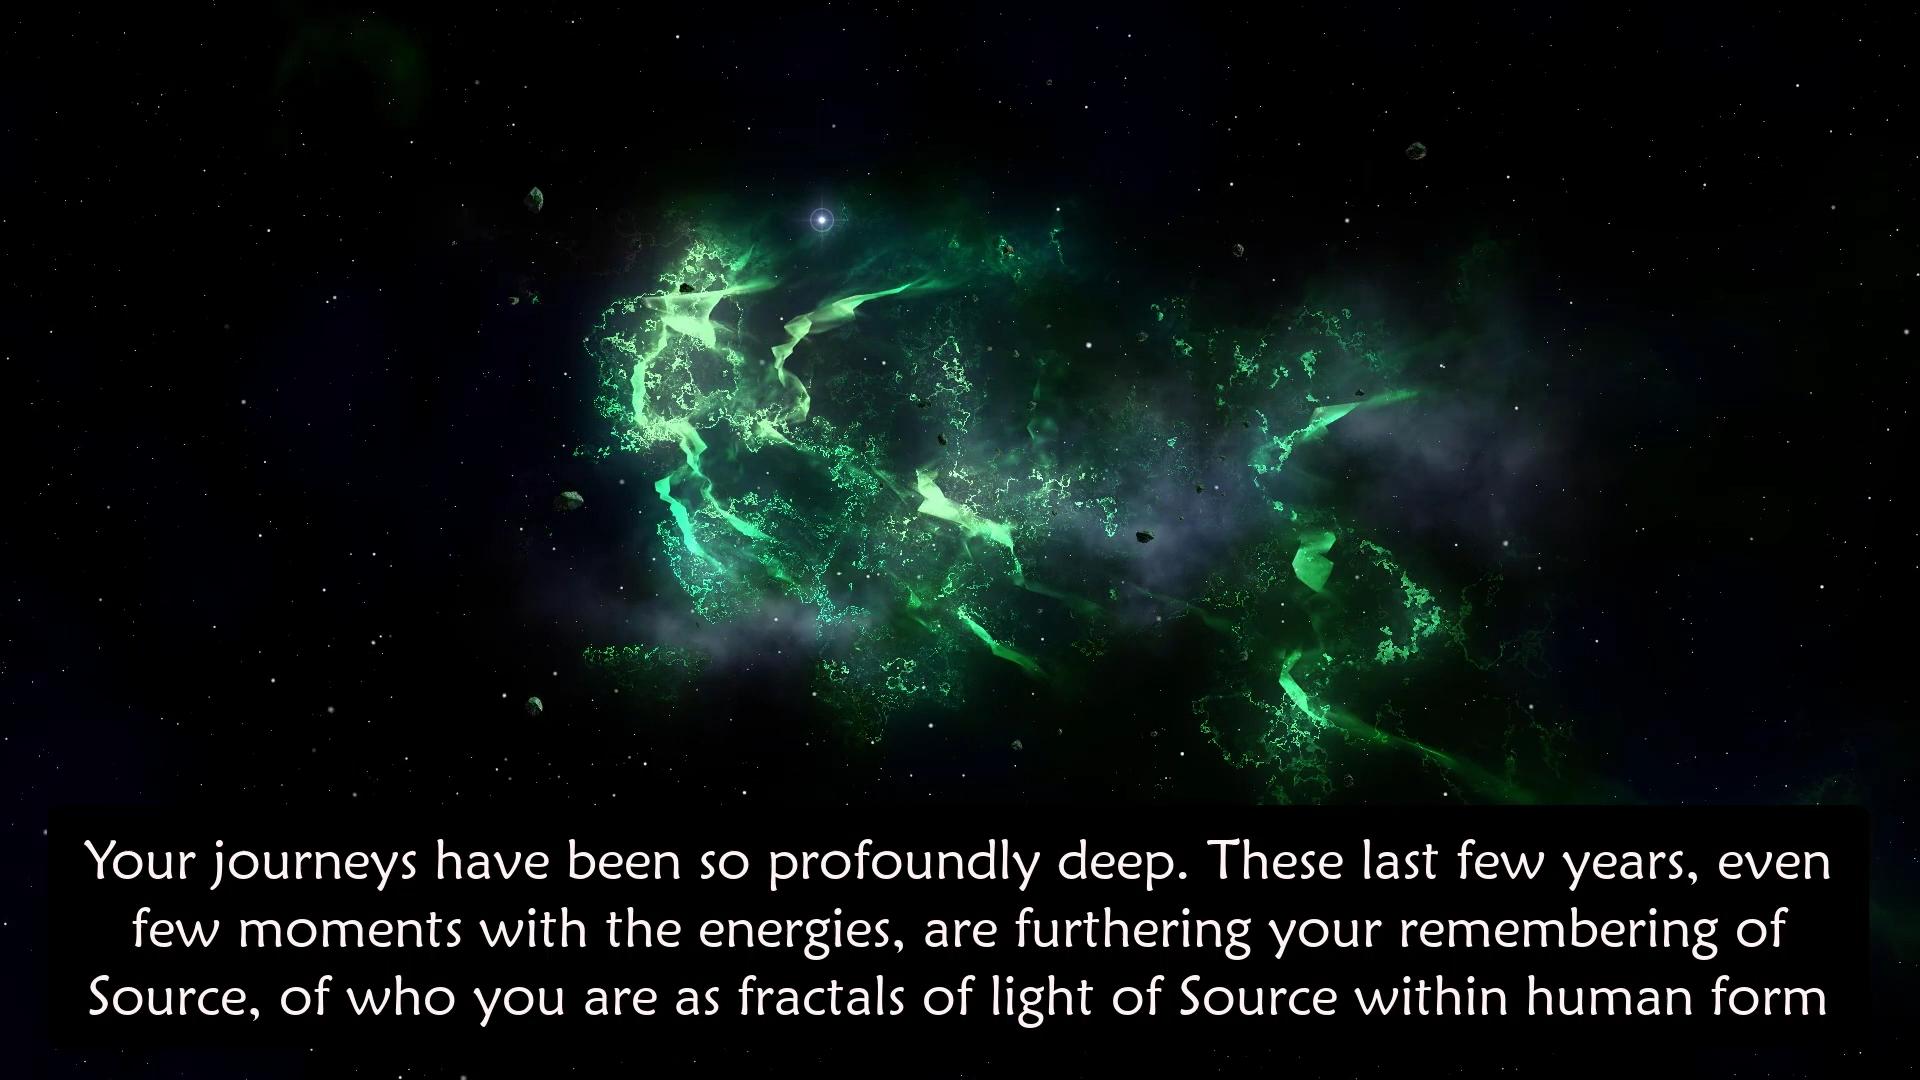 Your journeys have been so profoundly deep. These last few years, even
few moments with the energies, are furthering your remembering of
Source, of who you are as fractals of light of Source within human form